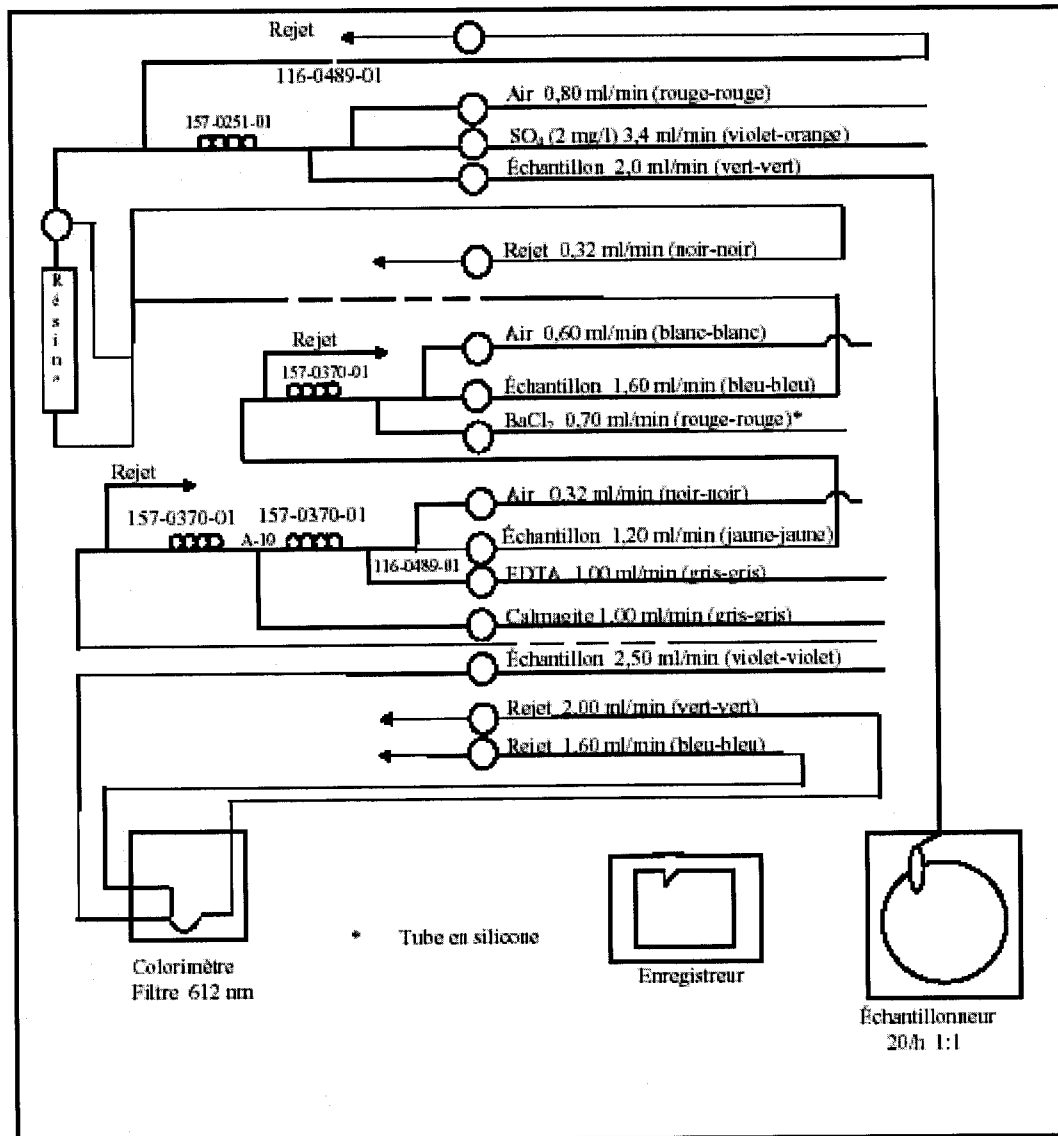 Rejet
116-0489-01
Air 0,80 ml/min (rouge-rouge)
157-0251-01
SO₄ (2 mg/l) 3,4 ml/min (violet-orange)
Échantillon 2,0 ml/min (vert-vert)
Rejet 0,32 ml/min (noir-noir)
Résine
Air 0,60 ml/min (blanc-blanc)
Rejet
157-0370-01
Échantillon 1,60 ml/min (bleu-bleu)
BaCl₂ 0,70 ml/min (rouge-rouge)*
Rejet
Air 0,32 ml/min (noir-noir)
157-0370-01 157-0370-01
A-10
Échantillon 1,20 ml/min (jaune-jaune)
116-0489-01
EDTA 1,00 ml/min (gris-gris)
Calmagite 1,00 ml/min (gris-gris)
Échantillon 2,50 ml/min (violet-violet)
Rejet 2,00 ml/min (vert-vert)
Rejet 1,60 ml/min (bleu-bleu)
* Tube en silicone
Colorimètre
Filtre 612 nm
Enregistreur
Échantillonneur
20/h 1:1